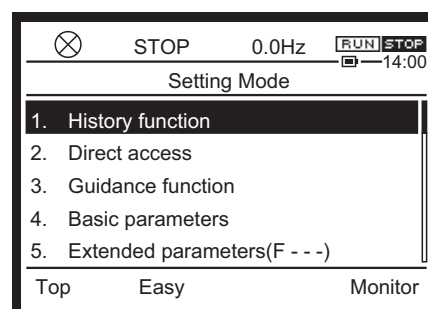 STOP 0.0Hz RUN STOP
14:00
Setting Mode
1. History function
2. Direct access
3. Guidance function
4. Basic parameters
5. Extended parameters(F - - -)
Top Easy Monitor